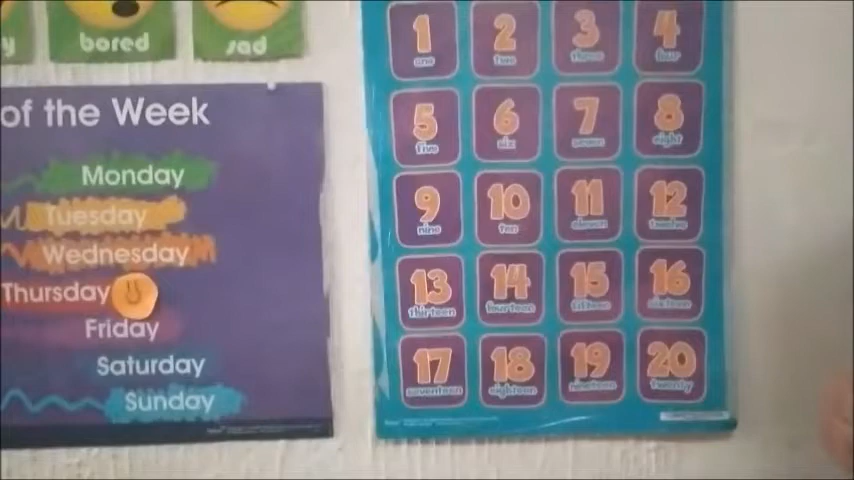 bored
sad
of the Week
Monday
Tuesday
Wednesday
Thursday
Friday
Saturday
Sunday
1 2 3 4
one two three four
5 6 7 8
five six seven eight
9 10 11 12
nine ten eleven twelve
13 14 15 16
thirteen fourteen fifteen sixteen
17 18 19 20
seventeen eighteen nineteen twenty